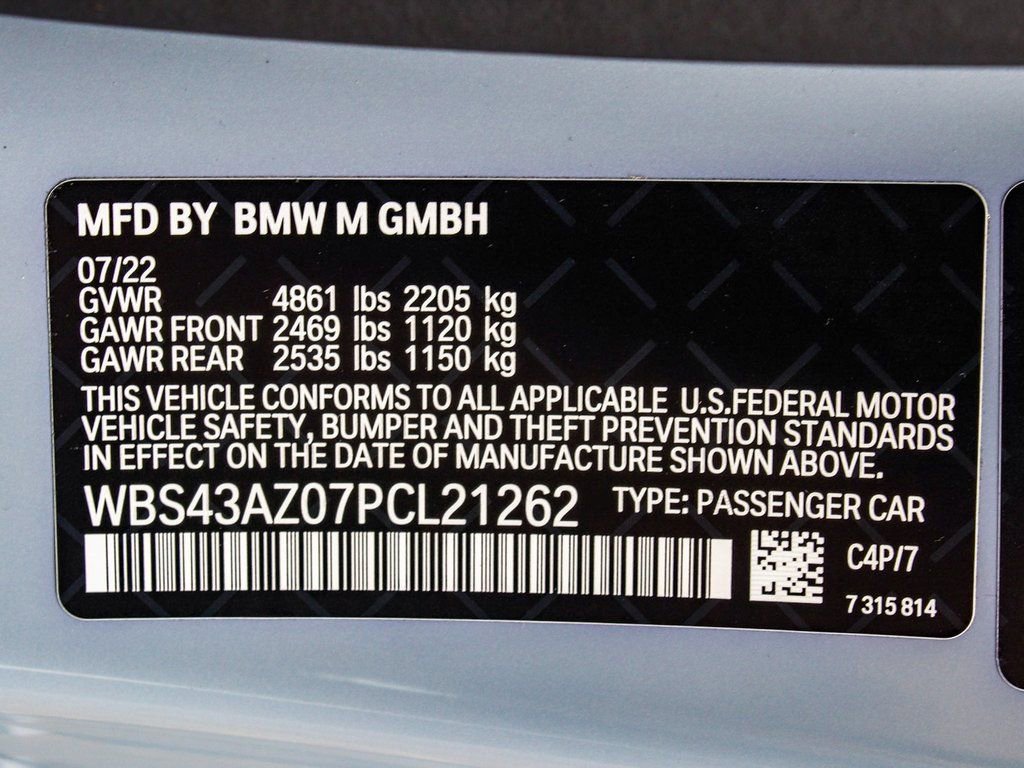 MFD BY BMW M GMBH
07/22
GVWR 4861 lbs 2205 kg
GAWR FRONT 2469 lbs 1120 kg
GAWR REAR 2535 lbs 1150 kg
THIS VEHICLE CONFORMS TO ALL APPLICABLE U.S.FEDERAL MOTOR
VEHICLE SAFETY, BUMPER AND THEFT PREVENTION STANDARDS
IN EFFECT ON THE DATE OF MANUFACTURE SHOWN ABOVE.
WBS43AZ07PCL21262 TYPE: PASSENGER CAR
C4P/7
7 315 814